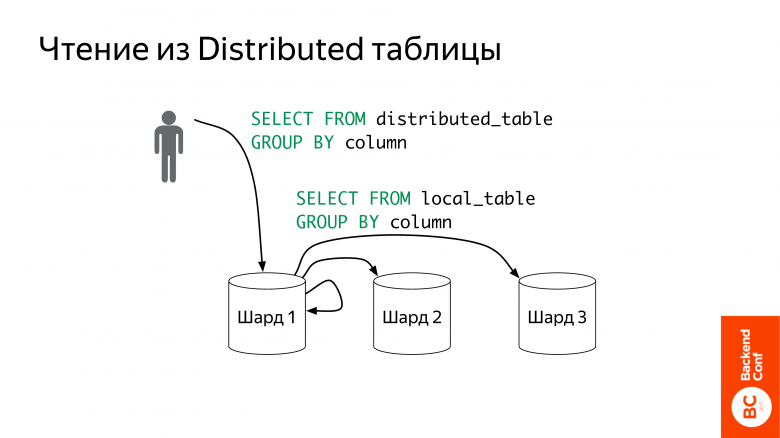 Чтение из Distributed таблицы
SELECT FROM distributed_table
GROUP BY column
SELECT FROM local_table
GROUP BY column
Шард 1
Шард 2
Шард 3
Backend
Conf
BC